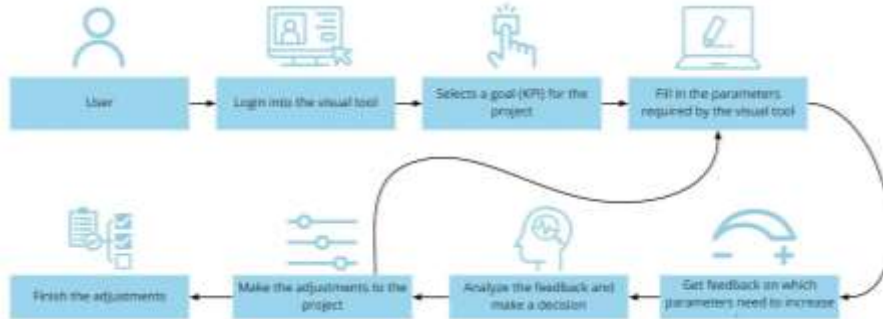 User
Login into the visual tool
Selects a goal (KPI) for the
project
Fill in the parameters
required by the visual tool
Finish the adjustments
Make the adjustments to the
project
Analyze the feedback and
make a decision
Get feedback on which
parameters need to increase